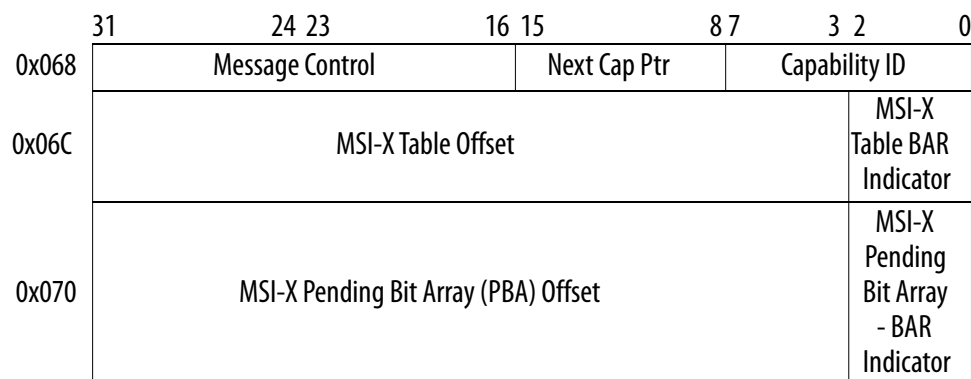 31 24 23 16 15 8 7 3 2 0
0x068 Message Control Next Cap Ptr Capability ID
0x06C MSI-X Table Offset MSI-X
Table BAR
Indicator
0x070 MSI-X Pending Bit Array (PBA) Offset MSI-X
Pending
Bit Array
- BAR
Indicator